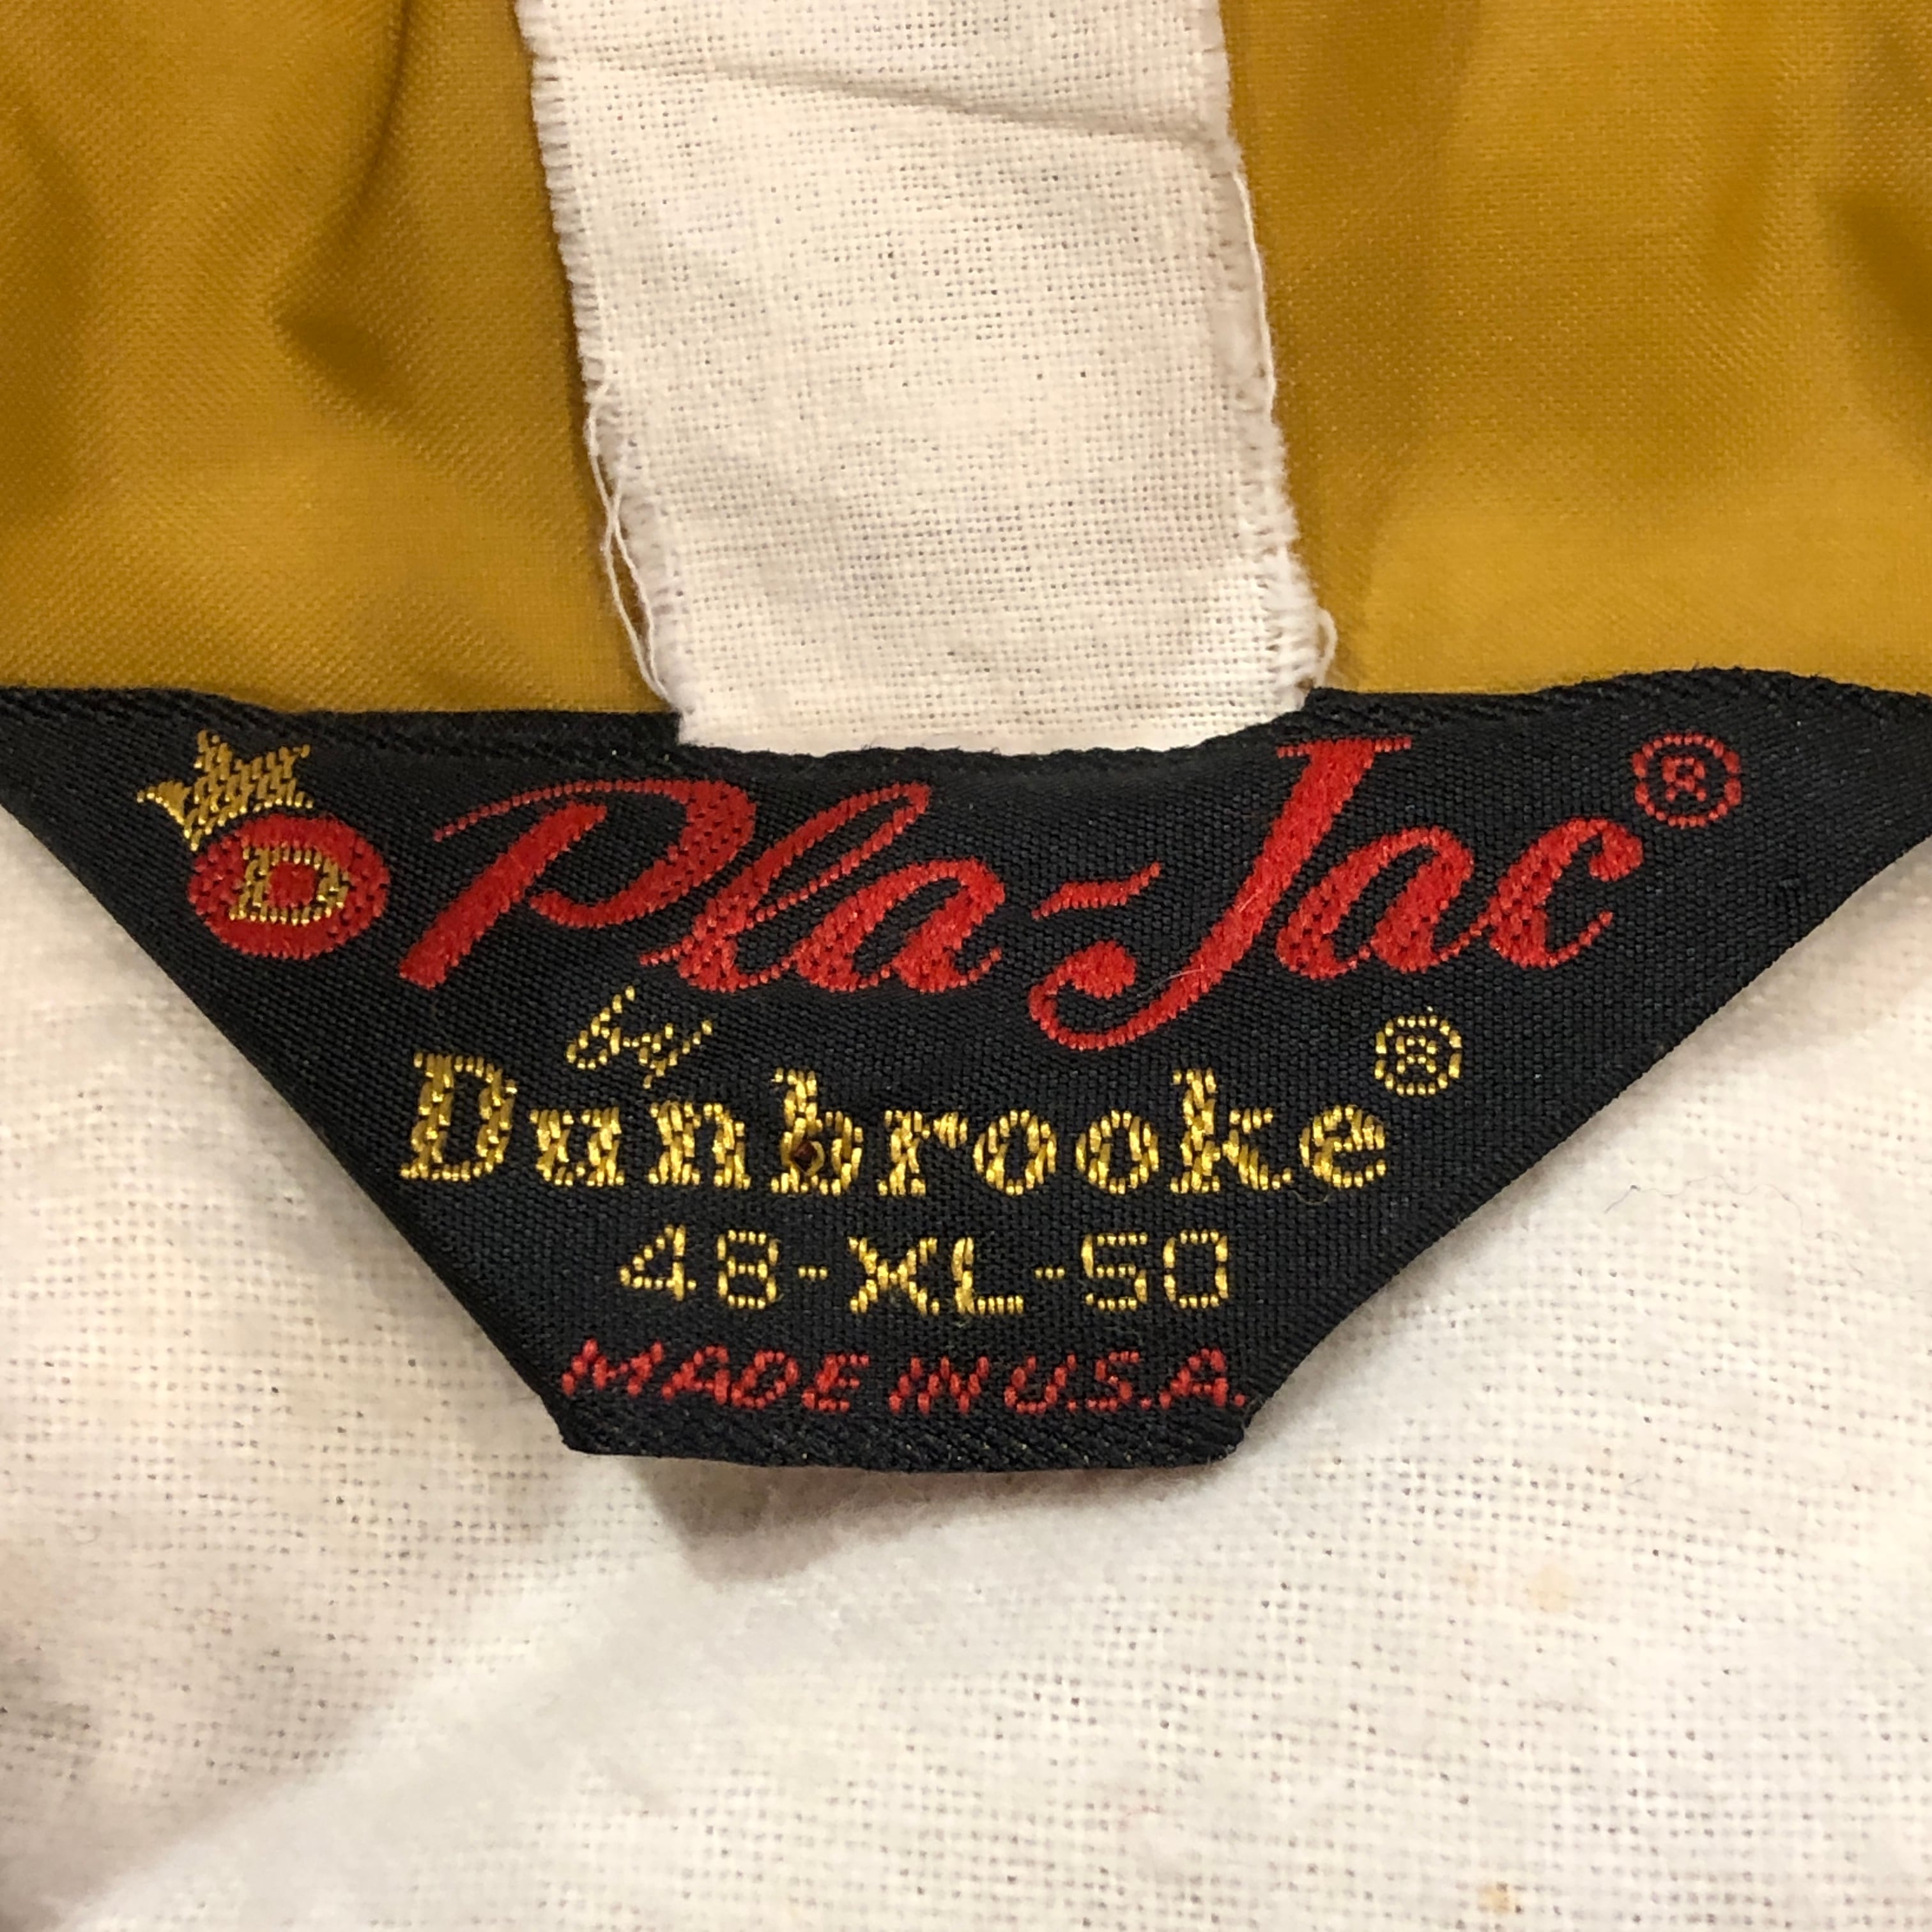 D Pla-Jac®
by
Dunbrooke®
48-XL-50
MADE IN U.S.A.